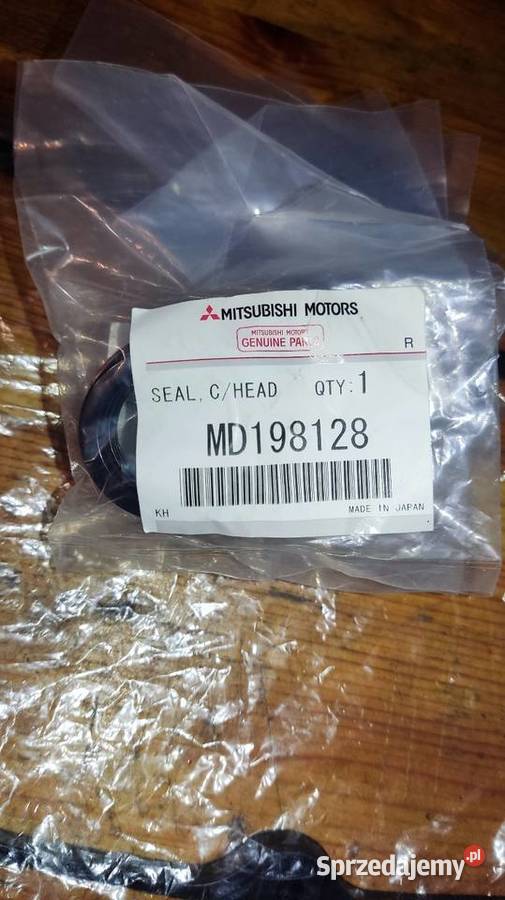 MITSUBISHI MOTORS
MITSUBISHI MOTORS
GENUINE PARTS
R
SEAL, C/HEAD QTY:1
MD198128
KH MADE IN JAPAN
Sprzedajemy.pl